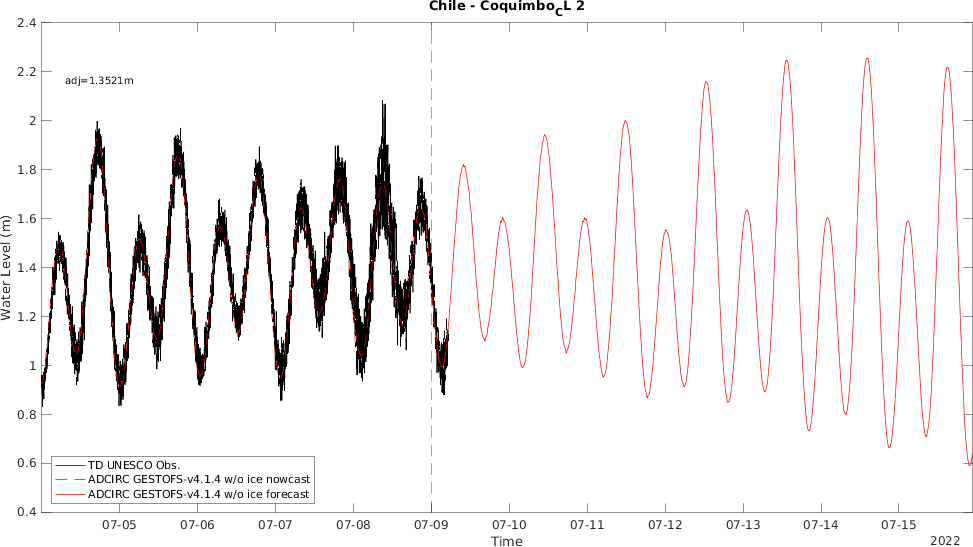 Chile - Coquimbo_CL 2
2.4
2.2
2
1.8
1.6
1.4
1.2
1
0.8
0.6
0.4
Water Level (m)
adj=1.3521m
TD UNESCO Obs.
ADCIRC GESTOFS-v4.1.4 w/o ice nowcast
ADCIRC GESTOFS-v4.1.4 w/o ice forecast
07-05 07-06 07-07 07-08 07-09 07-10 07-11 07-12 07-13 07-14 07-15
Time
2022